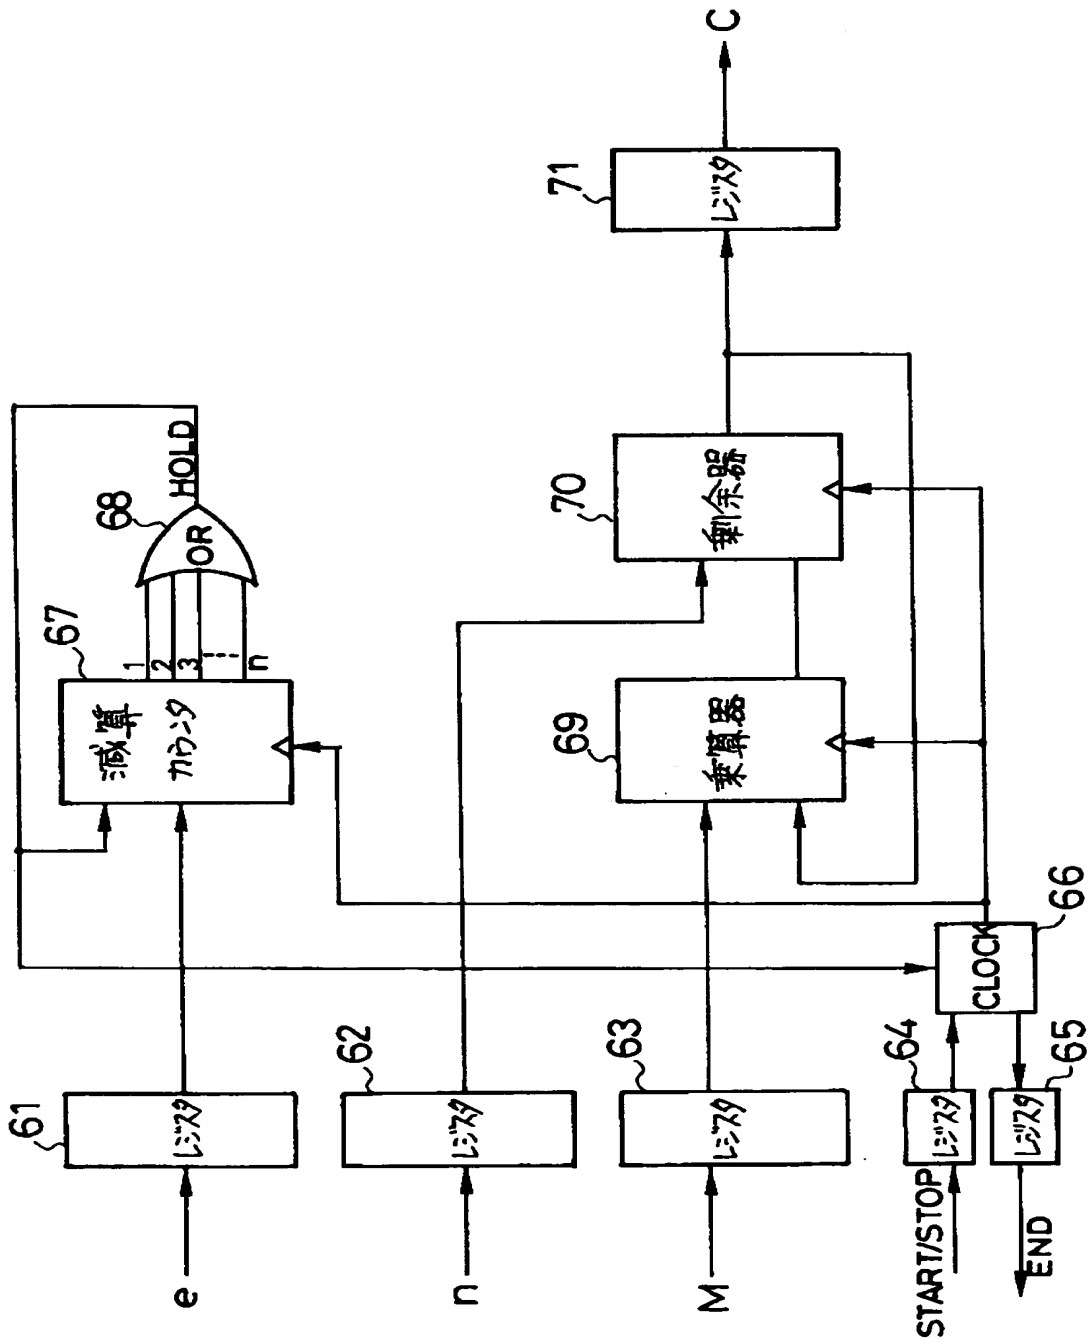 e
61
レジスタ
67
減算
カウンタ
1
2
3
n
68
OR
HOLD
n
62
レジスタ
M
63
レジスタ
69
乗算器
70
剰余器
71
レジスタ
C
START/STOP
64
レジスタ
END
65
レジスタ
CLOCK
66